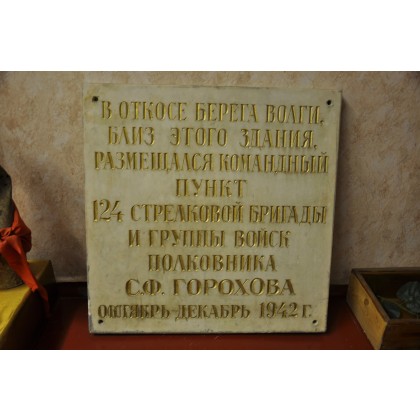 В ОТКОСЕ БЕРЕГА ВОЛГИ,
БЛИЗ ЭТОГО ЗДАНИЯ,
РАЗМЕЩАЛСЯ КОМАНДНЫЙ
ПУНКТ
124 СТРЕЛКОВОЙ БРИГАДЫ
И ГРУППЫ ВОЙСК
ПОЛКОВНИКА
С.Ф. ГОРОХОВА
ОКТЯБРЬ-ДЕКАБРЬ 1942 Г.